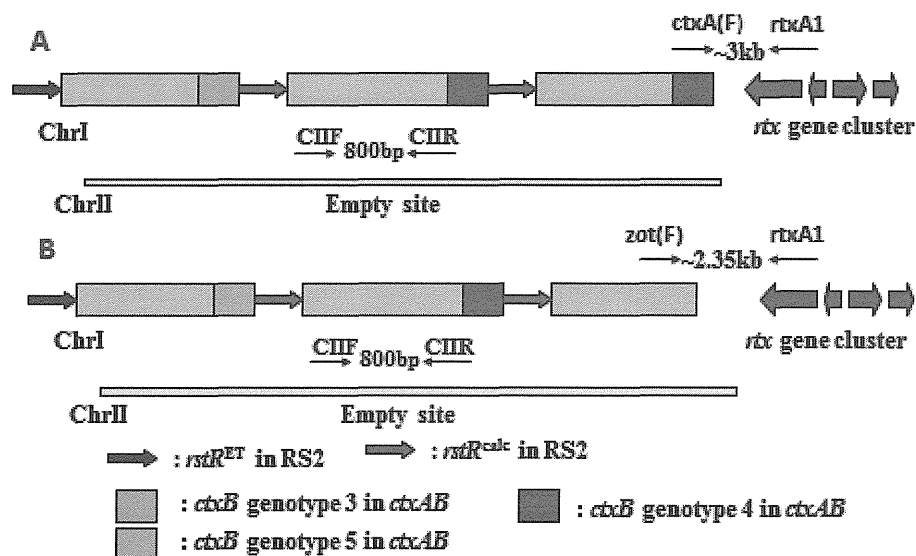 A
ctxA(F) rtxA1
~3kb
ChrI
CIIF 800bp CIIR
rtx gene cluster
ChrII Empty site
B
zot(F) rtxA1
~2.35kb
ChrI
CIIF 800bp CIIR
rtx gene cluster
ChrII Empty site
: rstR^ET in RS2 : rstR^calc in RS2
: ctxB genotype 3 in ctxAB : ctxB genotype 4 in ctxAB
: ctxB genotype 5 in ctxAB